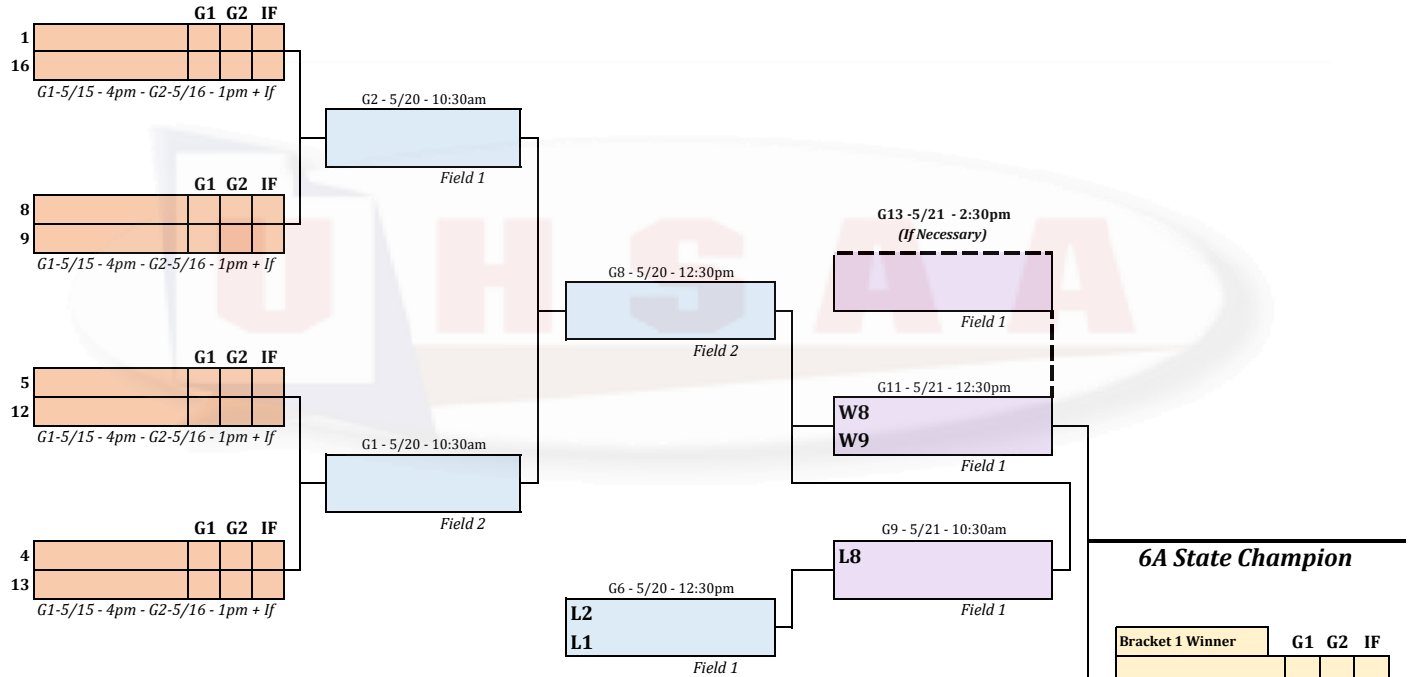 G1 G2 IF
1
16
G1-5/15 - 4pm - G2-5/16 - 1pm + If
G2 - 5/20 - 10:30am
Field 1
G1 G2 IF
8
9
G1-5/15 - 4pm - G2-5/16 - 1pm + If
G13 -5/21 - 2:30pm
(If Necessary)
Field 1
G8 - 5/20 - 12:30pm
Field 2
UHSAA
G1 G2 IF
5
12
G1-5/15 - 4pm - G2-5/16 - 1pm + If
G11 - 5/21 - 12:30pm
W8
W9
Field 1
G1 - 5/20 - 10:30am
Field 2
G1 G2 IF
4
13
G1-5/15 - 4pm - G2-5/16 - 1pm + If
G9 - 5/21 - 10:30am
L8
Field 1
6A State Champion
G6 - 5/20 - 12:30pm
L2
L1
Field 1
Bracket 1 Winner G1 G2 IF